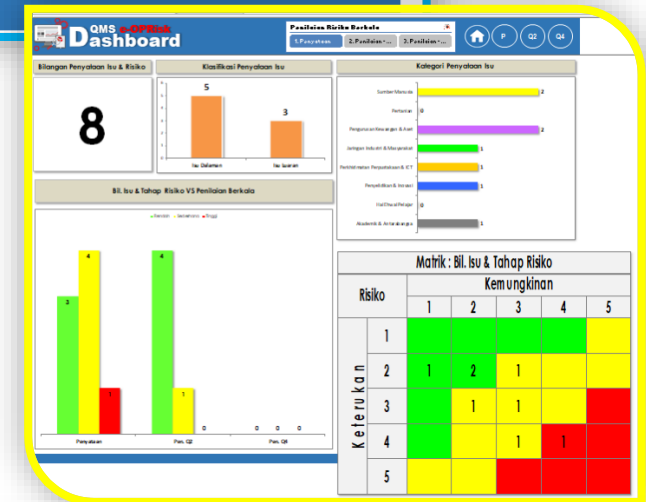 QMS e-OPRisk
Dashboard
Penilaian Risiko Berkala
1. Penyataan
2. Penilaian -...
3. Penilaian -...
P
Q2
Q4
Bilangan Penyataan Isu & Risiko
8
Klasifikasi Penyataan Isu
5
3
Isu Dalaman
Isu Luaran
Kategori Penyataan Isu
Sumber Manusia 2
Pertanian 0
Pengurusan Kewangan & Aset 2
Jaringan Industri & Masyarakat 1
Perkhidmatan Perpustakaan & ICT 1
Penyelidikan & Inovasi 1
Hal Ehwal Pelajar 0
Akademik & Antarabangsa 1
Bil. Isu & Tahap Risiko VS Penilaian Berkala
Rendah Sederhana Tinggi
3 4 1
4 1 0
0 0 0
Penyataan
Pen. Q2
Pen. Q4
Matrik : Bil. Isu & Tahap Risiko
Risiko
Kemungkinan
1 2 3 4 5
Keterukan
1
2 1 2 1
3 1 1
4 1 1
5